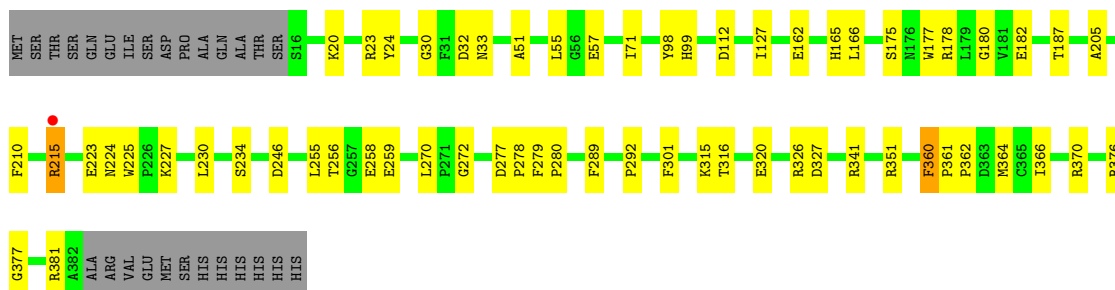 MET SER THR SER GLN GLU ILE SER ASP PRO ALA GLN ALA THR SER S16 K20 R23 Y24 G30 F31 D32 N33 A51 L55 G56 E57 I71 Y98 H99 D112 I127 E162 H165 L166 S175 N176 W177 R178 L179 G180 V181 E182 T187 A205
F210 R215 E223 N224 W225 P226 K227 L230 S234 D246 L255 T256 G257 E258 E259 L270 P271 G272 D277 P278 F279 P280 F289 P292 F301 K315 T316 E320 R326 D327 R341 R351 F360 P361 P362 D363 M364 C365 I366 R370 R376
G377 R381 A382 ALA ARG VAL GLU MET SER HIS HIS HIS HIS HIS HIS